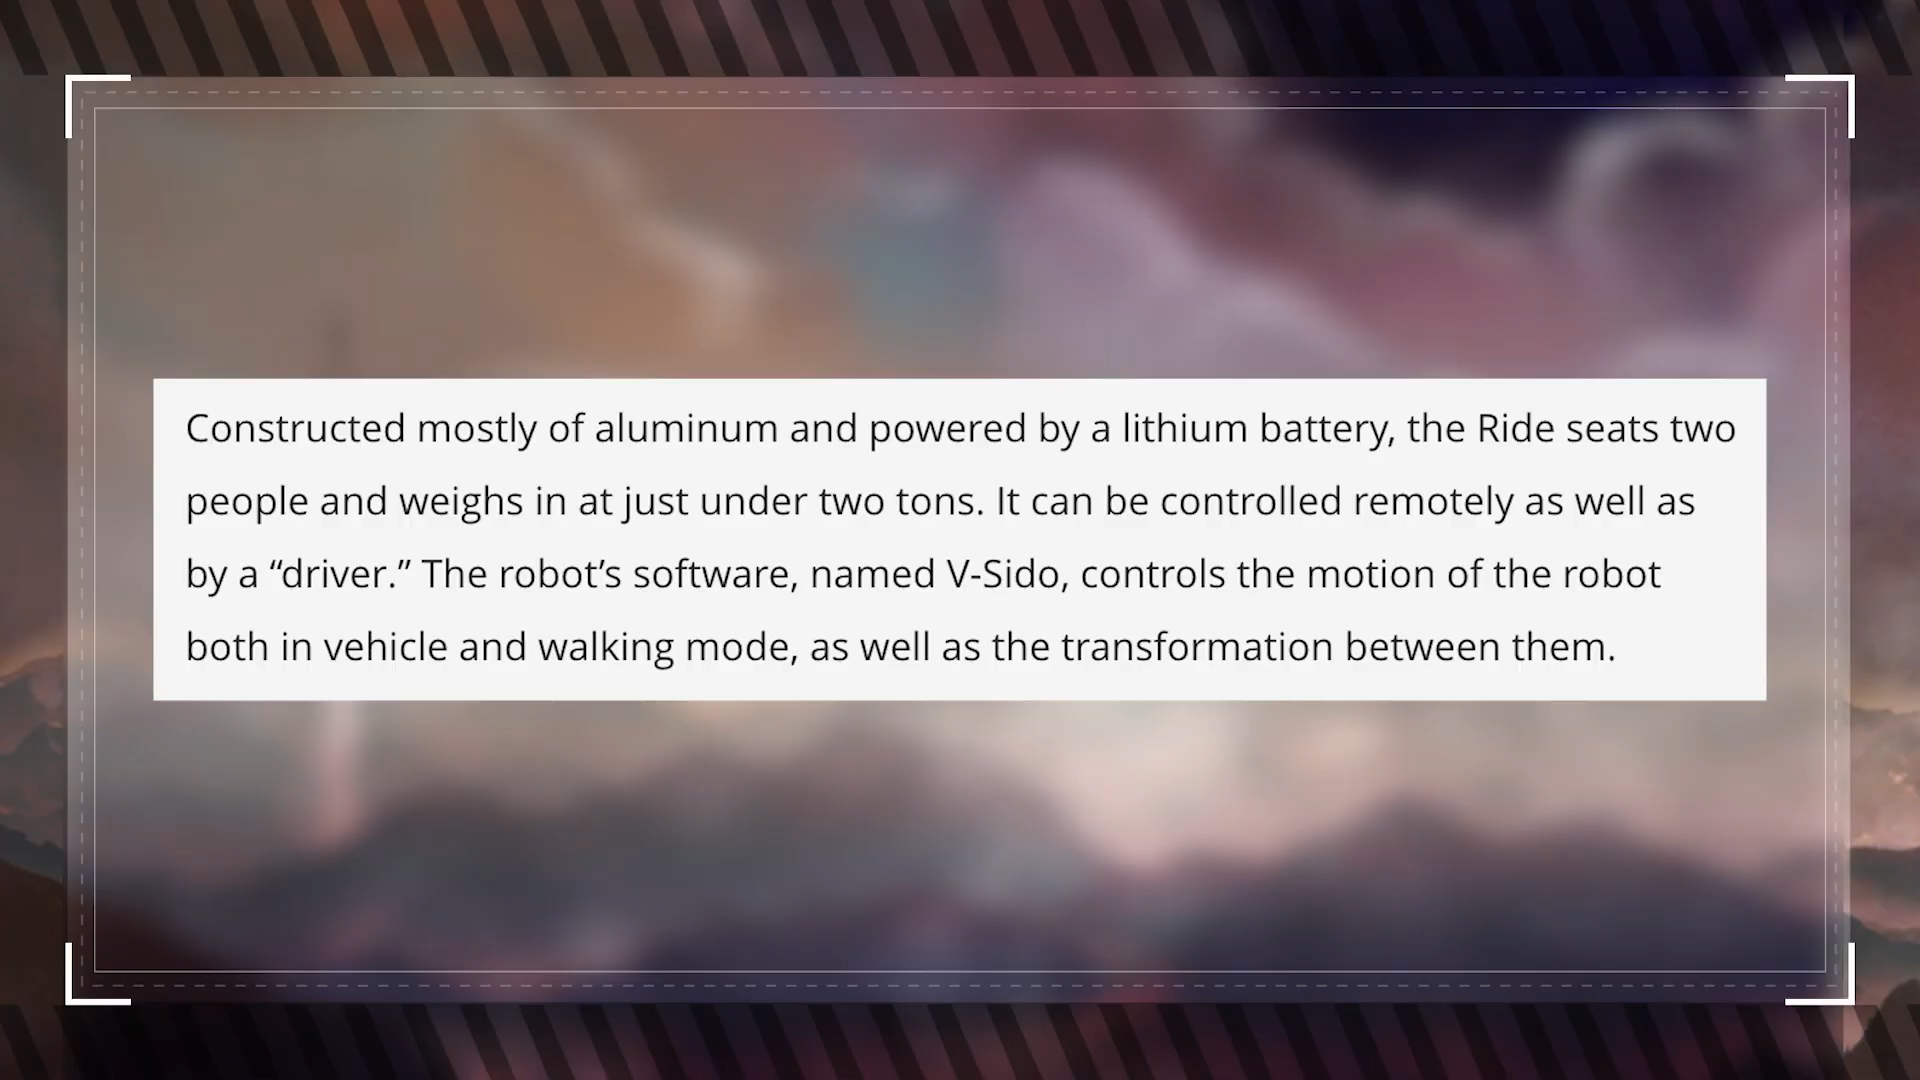 Constructed mostly of aluminum and powered by a lithium battery, the Ride seats two
people and weighs in at just under two tons. It can be controlled remotely as well as
by a “driver.” The robot’s software, named V-Sido, controls the motion of the robot
both in vehicle and walking mode, as well as the transformation between them.